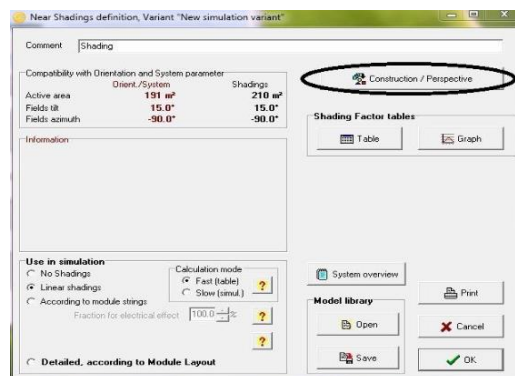 Near Shadings definition, Variant "New simulation variant"
Comment Shading
Compatibility with Orientation and System parameter
Orient./System Shadings
Active area 191 m² 210 m²
Fields tilt 15.0° 15.0°
Fields azimuth -90.0° -90.0°
Information
Construction / Perspective
Shading Factor tables
Table Graph
Use in simulation
No Shadings
Linear shadings
According to module strings
Fraction for electrical effect 100.0 %
Detailed, according to Module Layout
Calculation mode
Fast (table)
Slow (simul.)
?
?
?
System overview
Model library
Open
Save
Print
Cancel
OK